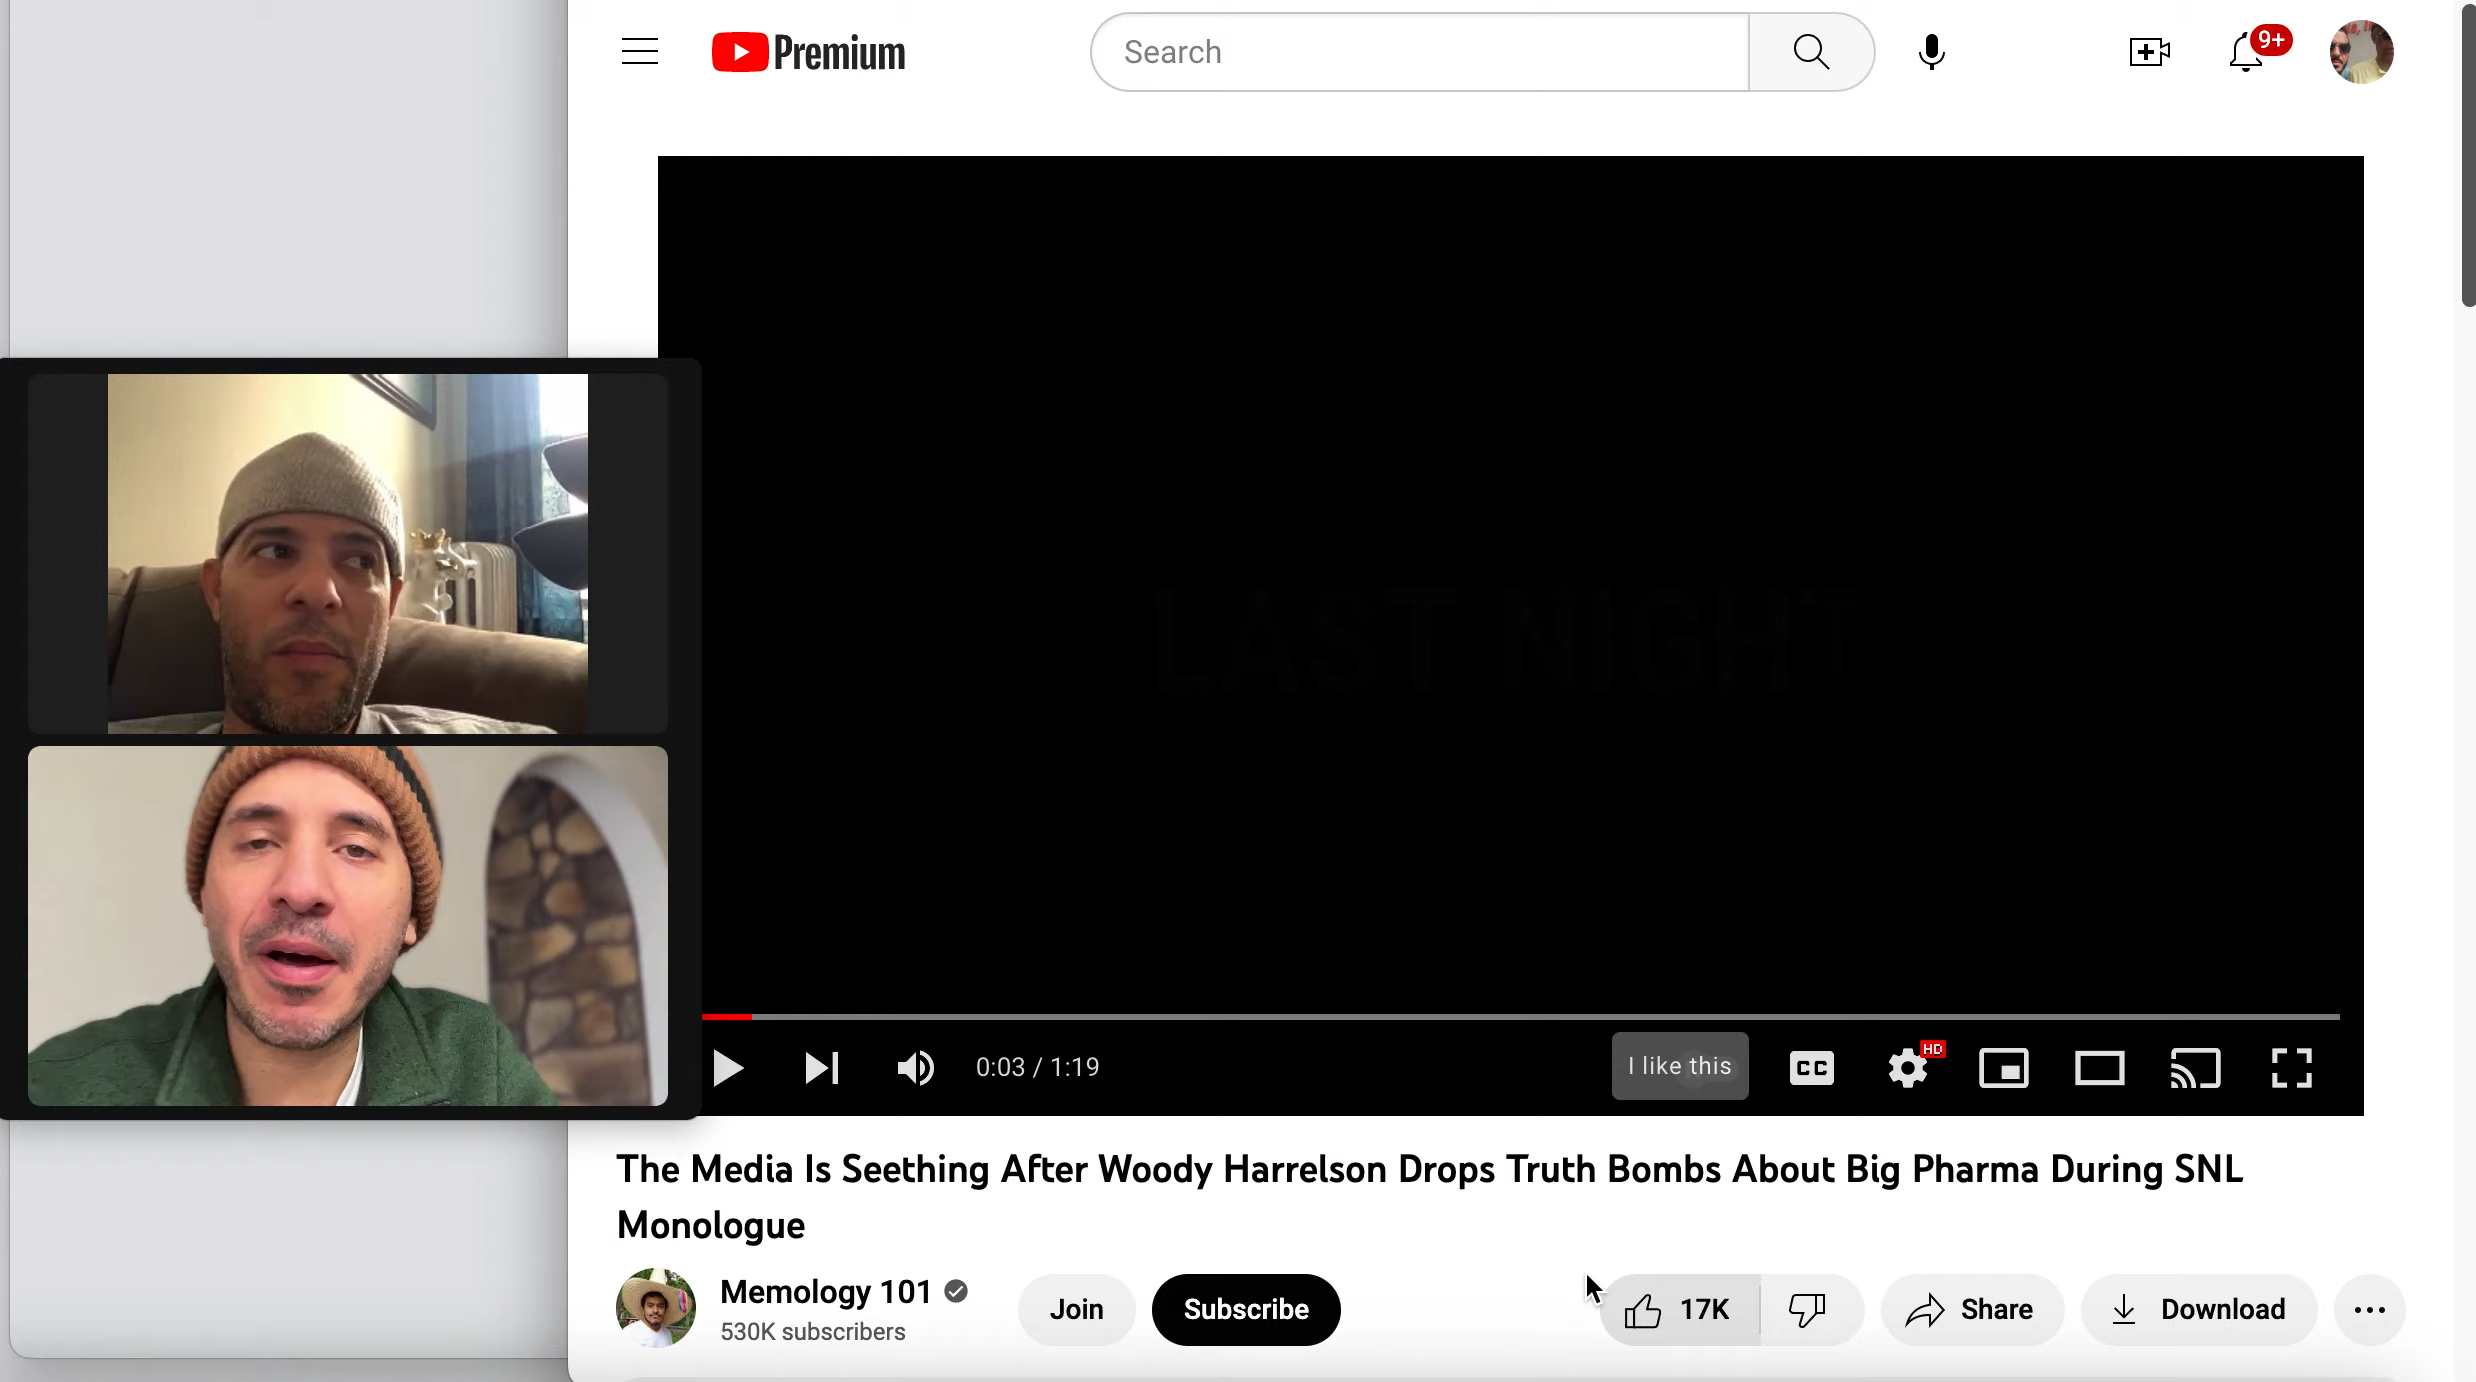 Premium
Search
9+
LAST NIGHT
0:03 / 1:19
I like this
CC
HD
The Media Is Seething After Woody Harrelson Drops Truth Bombs About Big Pharma During SNL
Monologue
Memology 101
530K subscribers
Join
Subscribe
17K
Share
Download